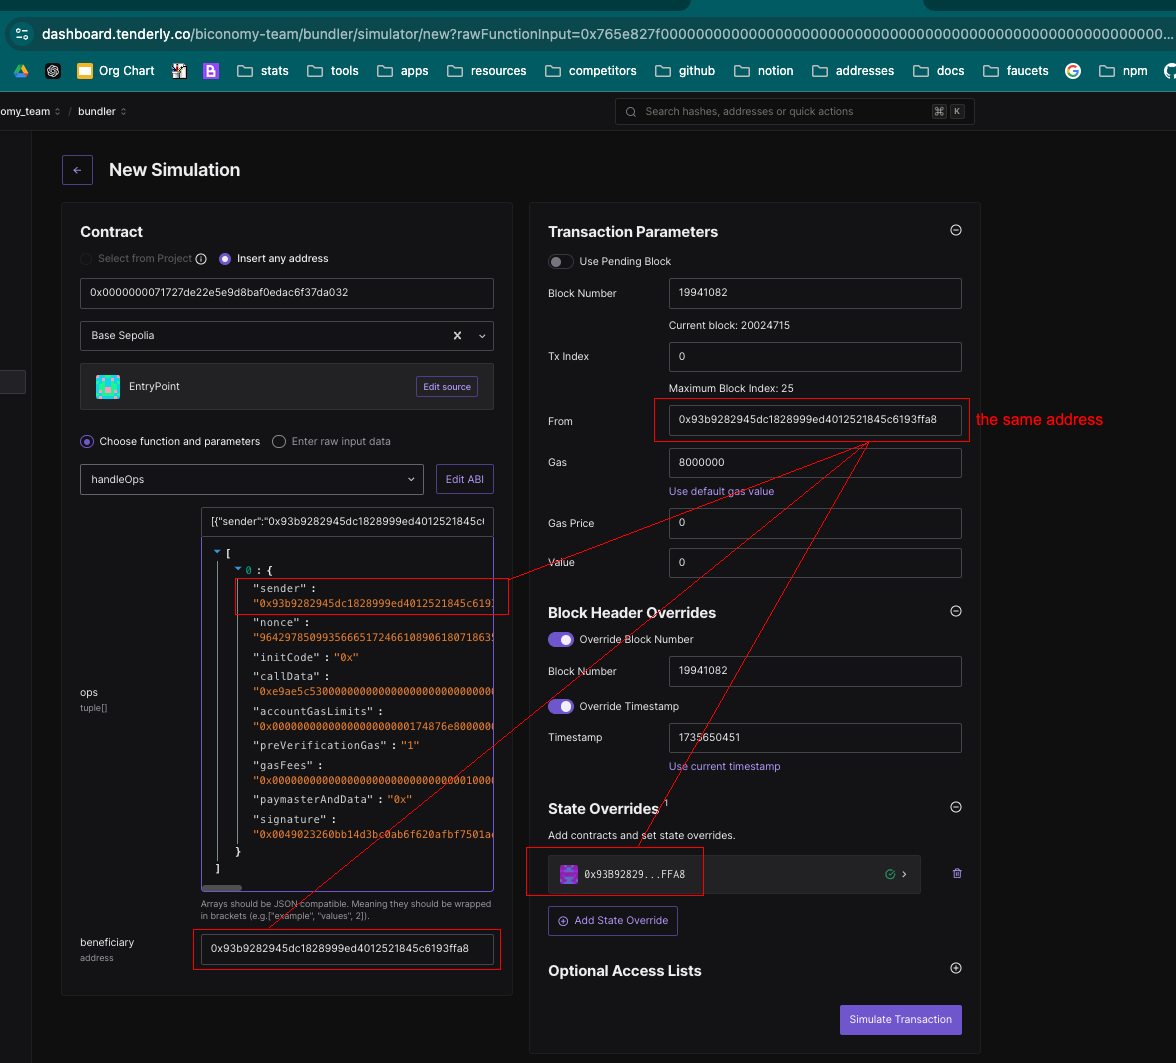 dashboard.tenderly.co/biconomy-team/bundler/simulator/new?rawFunctionInput=0x765e827f0000000000000000000000000000000000000000000000000000000000...
Org Chart
B
stats
tools
apps
resources
competitors
github
notion
addresses
docs
faucets
npm
omy_team / bundler
Search hashes, addresses or quick actions
⌘ K
New Simulation
Contract
Select from Project
Insert any address
0x0000000071727de22e5e9d8baf0edac6f37da032
Base Sepolia
EntryPoint
Edit source
Choose function and parameters
Enter raw input data
handleOps
Edit ABI
[{"sender":"0x93b9282945dc1828999ed4012521845c6
[
0 : {
"sender" :
"0x93b9282945dc1828999ed4012521845c619
"nonce" :
"initCode" : "0x"
"callData" :
"accountGasLimits" :
"preVerificationGas" : "1"
"gasFees" :
"paymasterAndData" : "0x"
"signature" :
"0x0049023260bb14d3bc0ab6f620afbf7501a
}
]
ops
tuple[]
Arrays should be JSON compatible. Meaning they should be wrapped
in brackets (e.g.["example", "values", 2]).
beneficiary
address
0x93b9282945dc1828999ed4012521845c6193ffa8
Transaction Parameters
Use Pending Block
Block Number
19941082
Current block: 20024715
Tx Index
0
Maximum Block Index: 25
From
0x93b9282945dc1828999ed4012521845c6193ffa8
the same address
Gas
8000000
Use default gas value
Gas Price
0
Value
0
Block Header Overrides
Override Block Number
Block Number
19941082
Override Timestamp
Timestamp
1735650451
Use current timestamp
State Overrides 1
Add contracts and set state overrides.
0x93B92829...FFA8
Add State Override
Optional Access Lists
Simulate Transaction